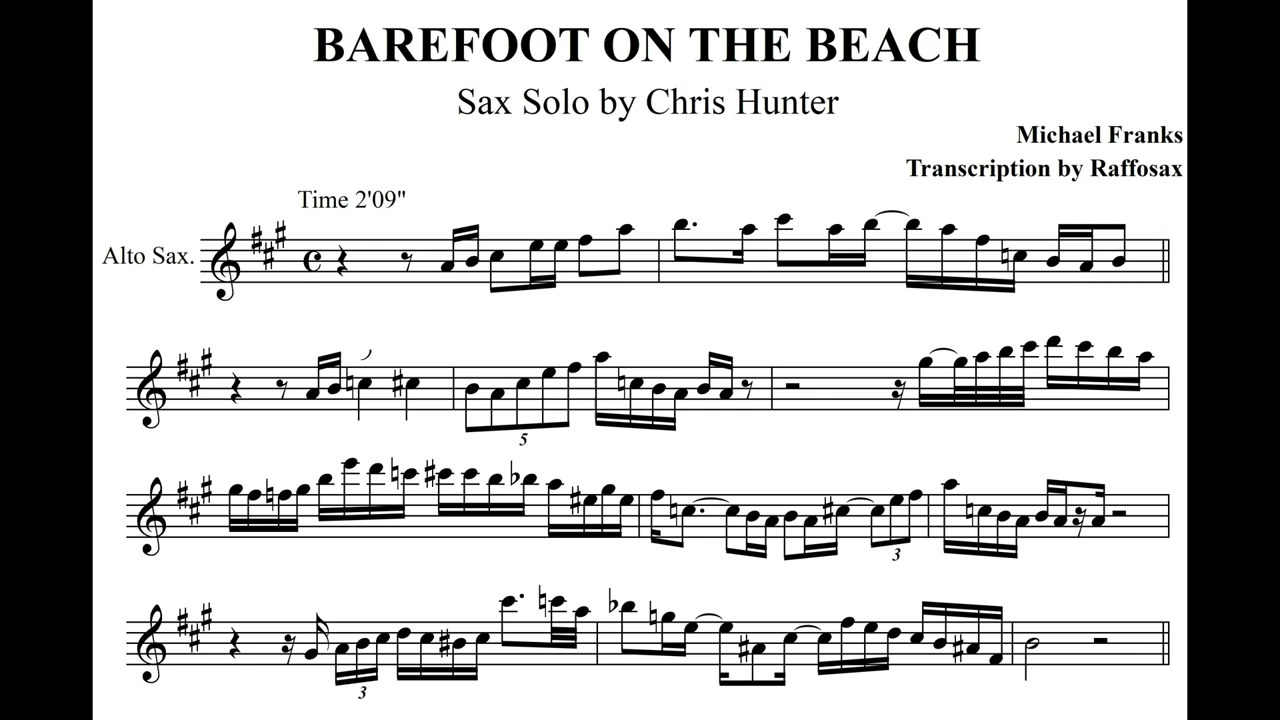 BAREFOOT ON THE BEACH
Sax Solo by Chris Hunter
Michael Franks
Transcription by Raffosax
Time 2'09"
Alto Sax.
5
3
3